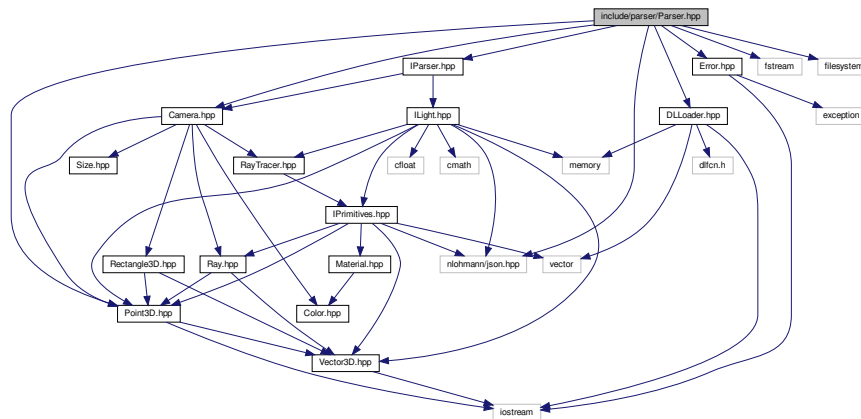 include/parser/Parser.hpp
IParser.hpp
Error.hpp
fstream
filesystem
Camera.hpp
ILight.hpp
DLLoader.hpp
exception
Size.hpp
RayTracer.hpp
cfloat
cmath
memory
dlfcn.h
IPrimitives.hpp
Rectangle3D.hpp
Ray.hpp
Material.hpp
nlohmann/json.hpp
vector
Point3D.hpp
Color.hpp
Vector3D.hpp
iostream